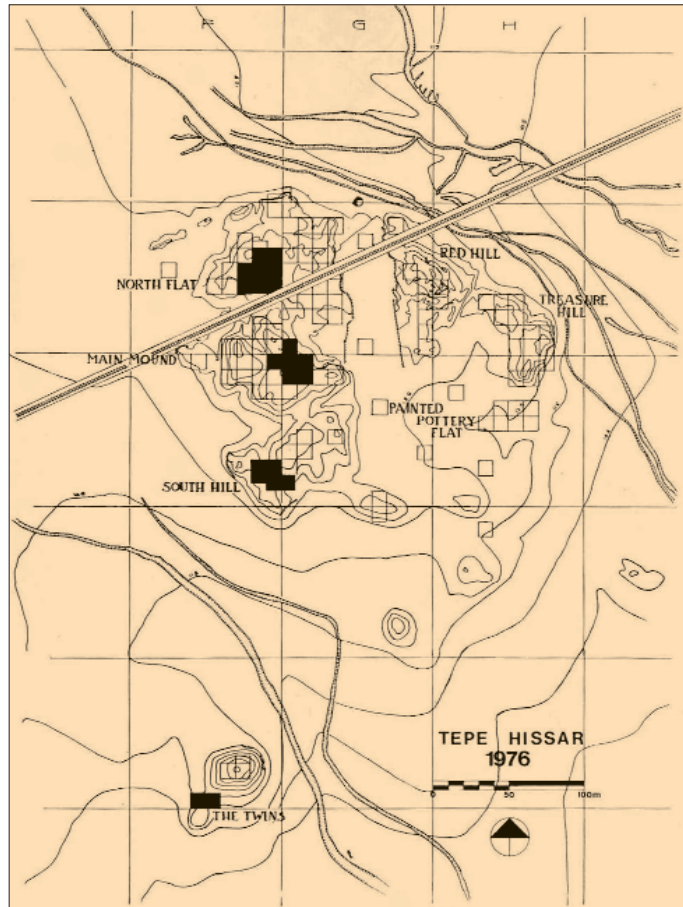 F G H
RED HILL
NORTH FLAT
TREASURE
HILL
MAIN MOUND
PAINTED
POTTERY
FLAT
SOUTH HILL
TEPE HISSAR
1976
0 50 100m
THE TWINS